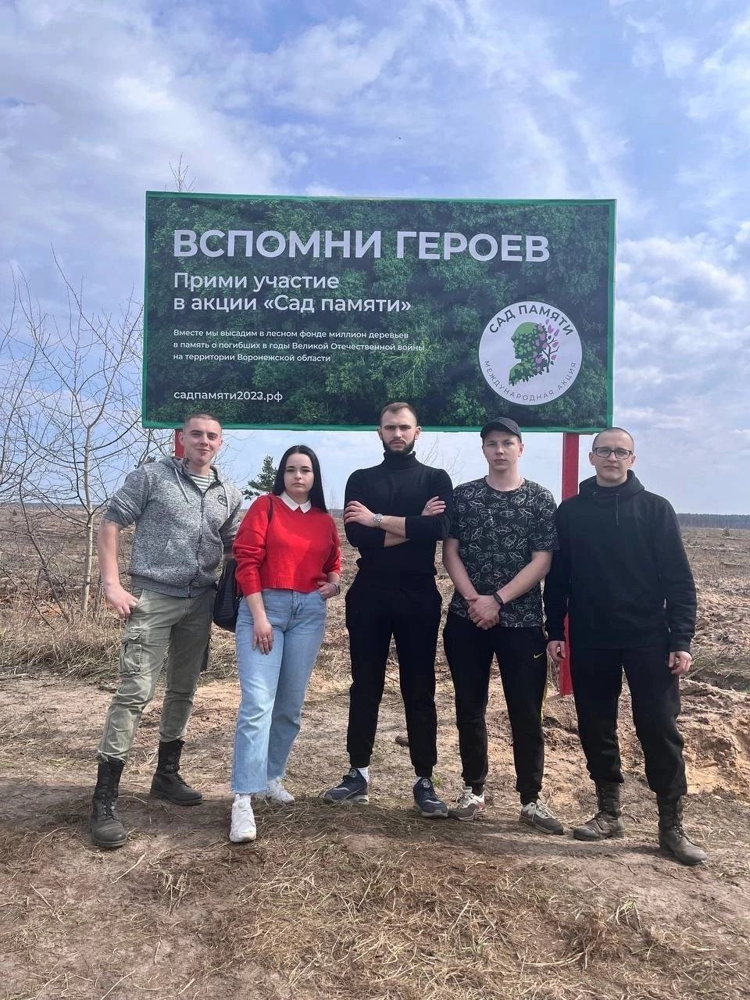 ВСПОМНИ ГЕРОЕВ
Прими участие
в акции «Сад памяти»
Вместе мы высадим в лесном фонде миллион деревьев
в память о погибших в годы Великой Отечественной войны
на территории Воронежской области
садпамяти2023.рф
САД ПАМЯТИ
МЕЖДУНАРОДНАЯ АКЦИЯ